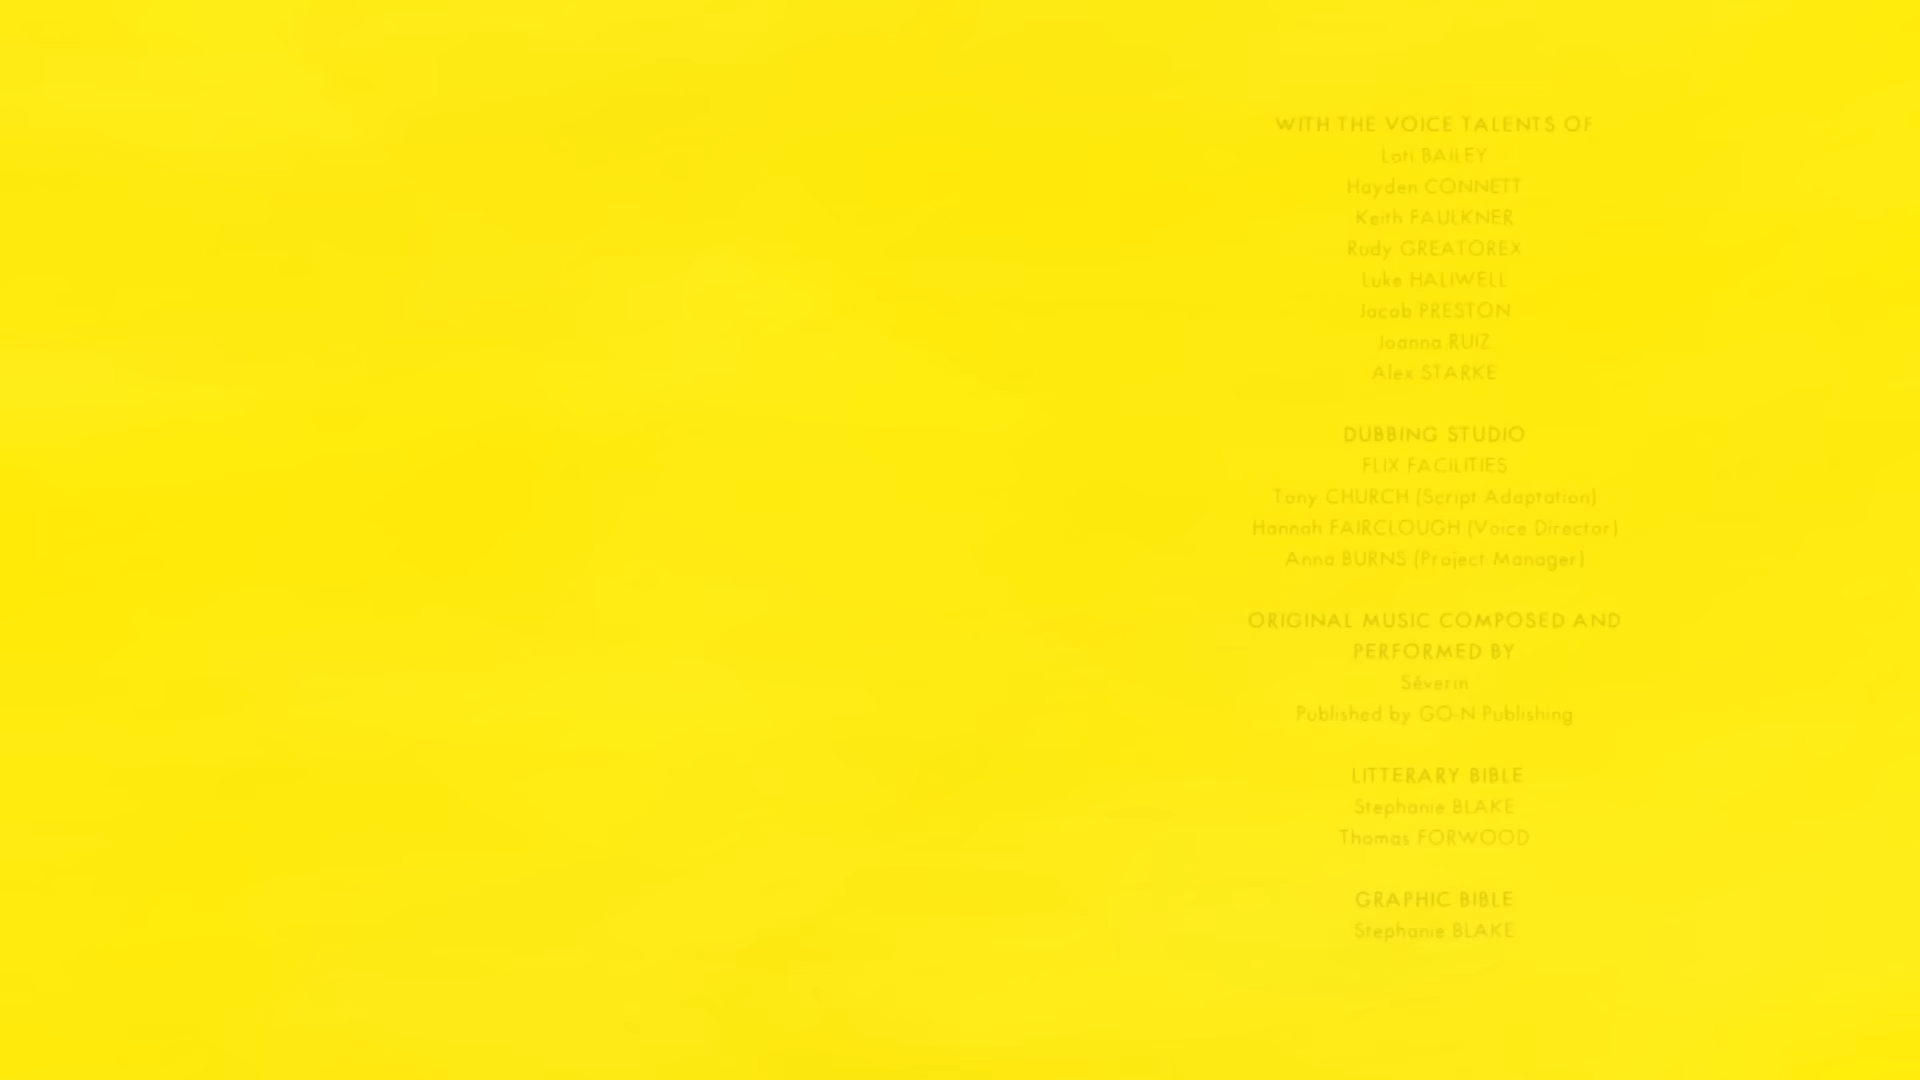 WITH THE VOICE TALENTS OF
Loti BAILEY
Hayden CONNETT
Keith FAULKNER
Rudy GREATOREX
Luke HALIWELL
Jacob PRESTON
Joanna RUIZ
Alex STARKE
DUBBING STUDIO
FLIX FACILITIES
Tony CHURCH (Script Adaptation)
Hannah FAIRCLOUGH (Voice Director)
Anna BURNS (Project Manager)
ORIGINAL MUSIC COMPOSED AND
PERFORMED BY
Séverin
Published by GO-N Publishing
LITTERARY BIBLE
Stephanie BLAKE
Thomas FORWOOD
GRAPHIC BIBLE
Stephanie BLAKE